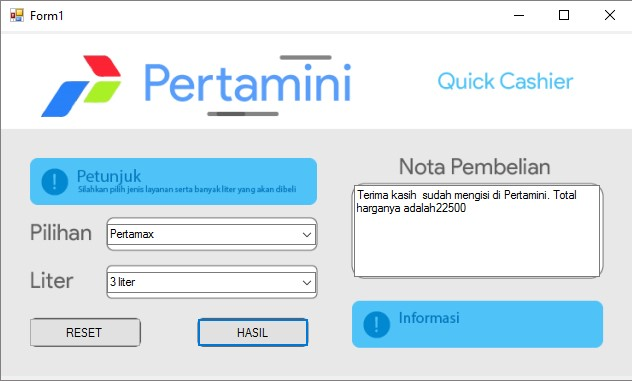 Form1
Pertamini
Quick Cashier
Petunjuk
Silahkan pilih jenis layanan serta banyak liter yang akan dibeli
Pilihan
Pertamax
Liter
3 liter
RESET
HASIL
Nota Pembelian
Terima kasih  sudah mengisi di Pertamini. Total
harganya adalah22500
Informasi